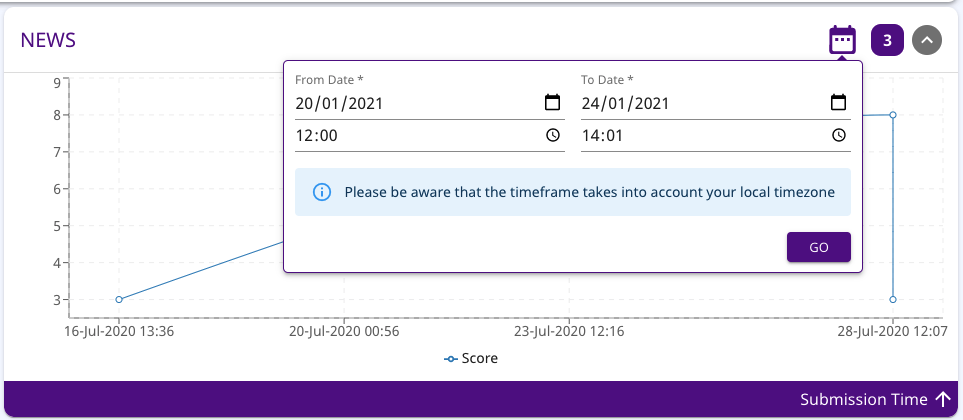 NEWS
3
From Date *
To Date *
20/01/2021
24/01/2021
12:00
14:01
Please be aware that the timeframe takes into account your local timezone
GO
9
8
7
6
5
4
3
16-Jul-2020 13:36
20-Jul-2020 00:56
23-Jul-2020 12:16
28-Jul-2020 12:07
Score
Submission Time